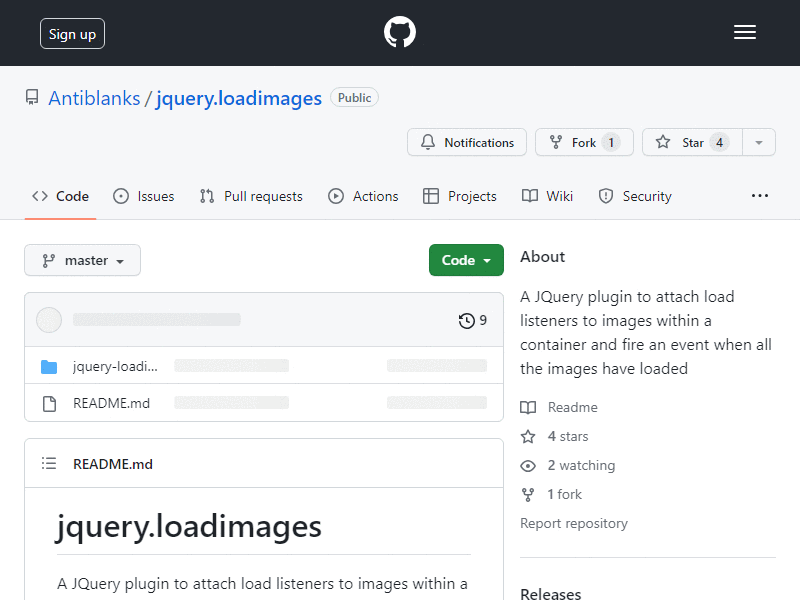 Sign up
Antiblanks / jquery.loadimages Public
Notifications Fork 1 Star 4
Code Issues Pull requests Actions Projects Wiki Security
master Code
9
jquery-loadi...
README.md
README.md
jquery.loadimages
A JQuery plugin to attach load listeners to images within a
About
A JQuery plugin to attach load
listeners to images within a
container and fire an event when all
the images have loaded
Readme
4 stars
2 watching
1 fork
Report repository
Releases